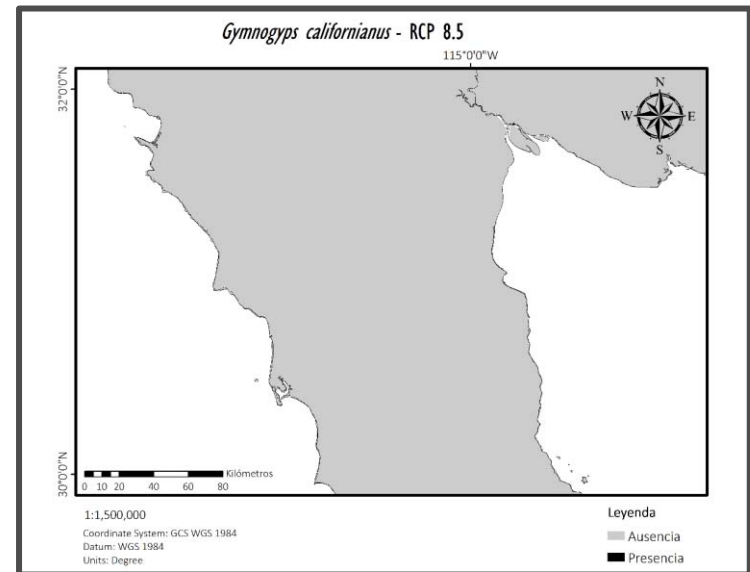 Gymnogyps californianus - RCP 8.5
115°0'0"W
32°0'0"N
N
W E
S
30°0'0"N
Kilómetros
0 10 20 40 60 80
1:1,500,000
Coordinate System: GCS WGS 1984
Datum: WGS 1984
Units: Degree
Leyenda
Ausencia
Presencia